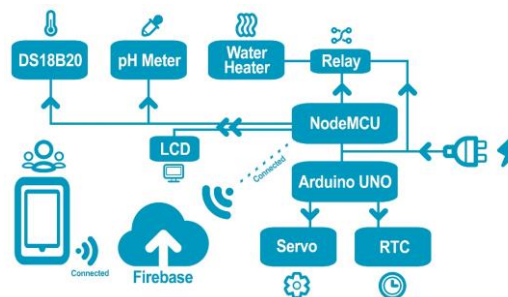 DS18B20
pH Meter
Water
Heater
Relay
NodeMCU
LCD
Connected
Arduino UNO
Servo
RTC
Firebase
Connected